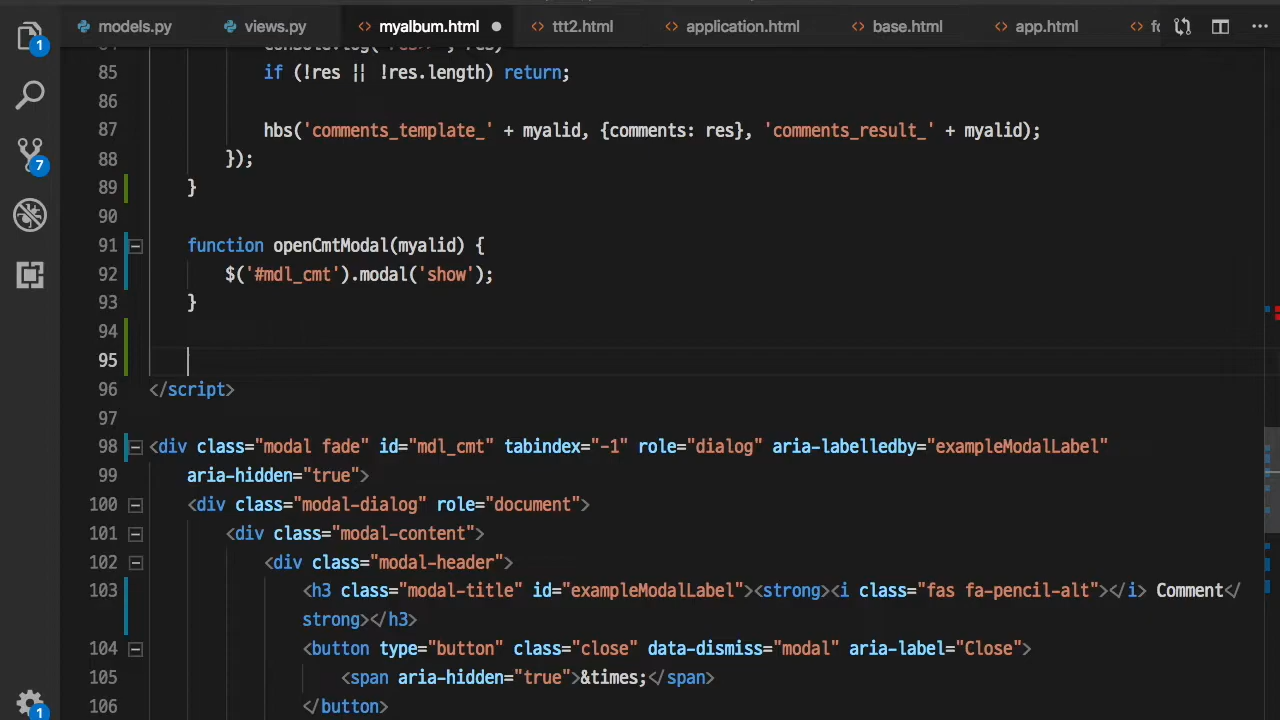 models.py views.py <> myalbum.html <> ttt2.html <> application.html <> base.html <> app.html <>
1
85 if (!res || !res.length) return;
86
87 hbs('comments_template_' + myalid, {comments: res}, 'comments_result_' + myalid);
7
88 });
89 }
90
91 function openCmtModal(myalid) {
92 $('#mdl_cmt').modal('show');
93 }
94
95
96 </script>
97
98 <div class="modal fade" id="mdl_cmt" tabindex="-1" role="dialog" aria-labelledby="exampleModalLabel"
99 aria-hidden="true">
100 <div class="modal-dialog" role="document">
101 <div class="modal-content">
102 <div class="modal-header">
103 <h3 class="modal-title" id="exampleModalLabel"><strong><i class="fas fa-pencil-alt"></i> Comment</
strong></h3>
104 <button type="button" class="close" data-dismiss="modal" aria-label="Close">
105 <span aria-hidden="true">&times;</span>
106 </button>
1